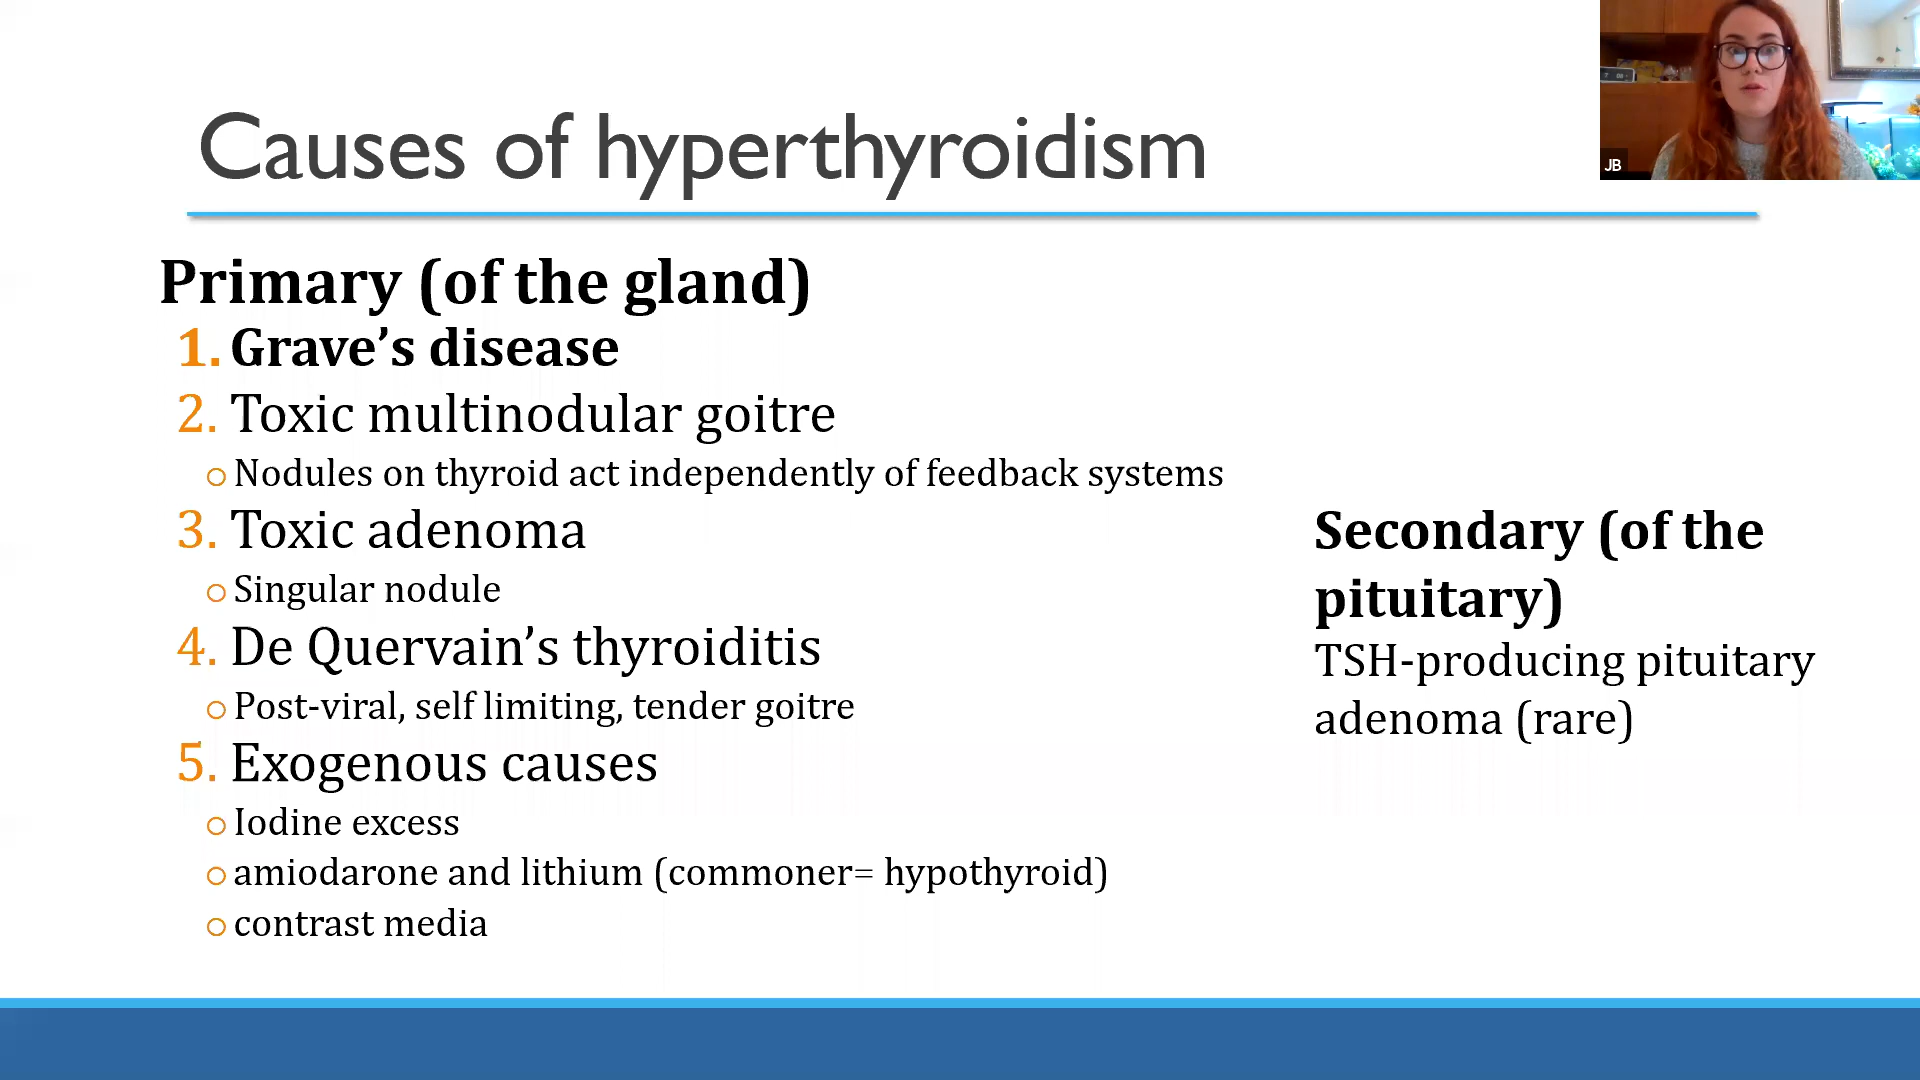 Causes of hyperthyroidism
JB
Primary (of the gland)
1. Grave’s disease
2. Toxic multinodular goitre
○ Nodules on thyroid act independently of feedback systems
3. Toxic adenoma
○ Singular nodule
4. De Quervain’s thyroiditis
○ Post-viral, self limiting, tender goitre
5. Exogenous causes
○ Iodine excess
○ amiodarone and lithium (commoner= hypothyroid)
○ contrast media
Secondary (of the
pituitary)
TSH-producing pituitary
adenoma (rare)